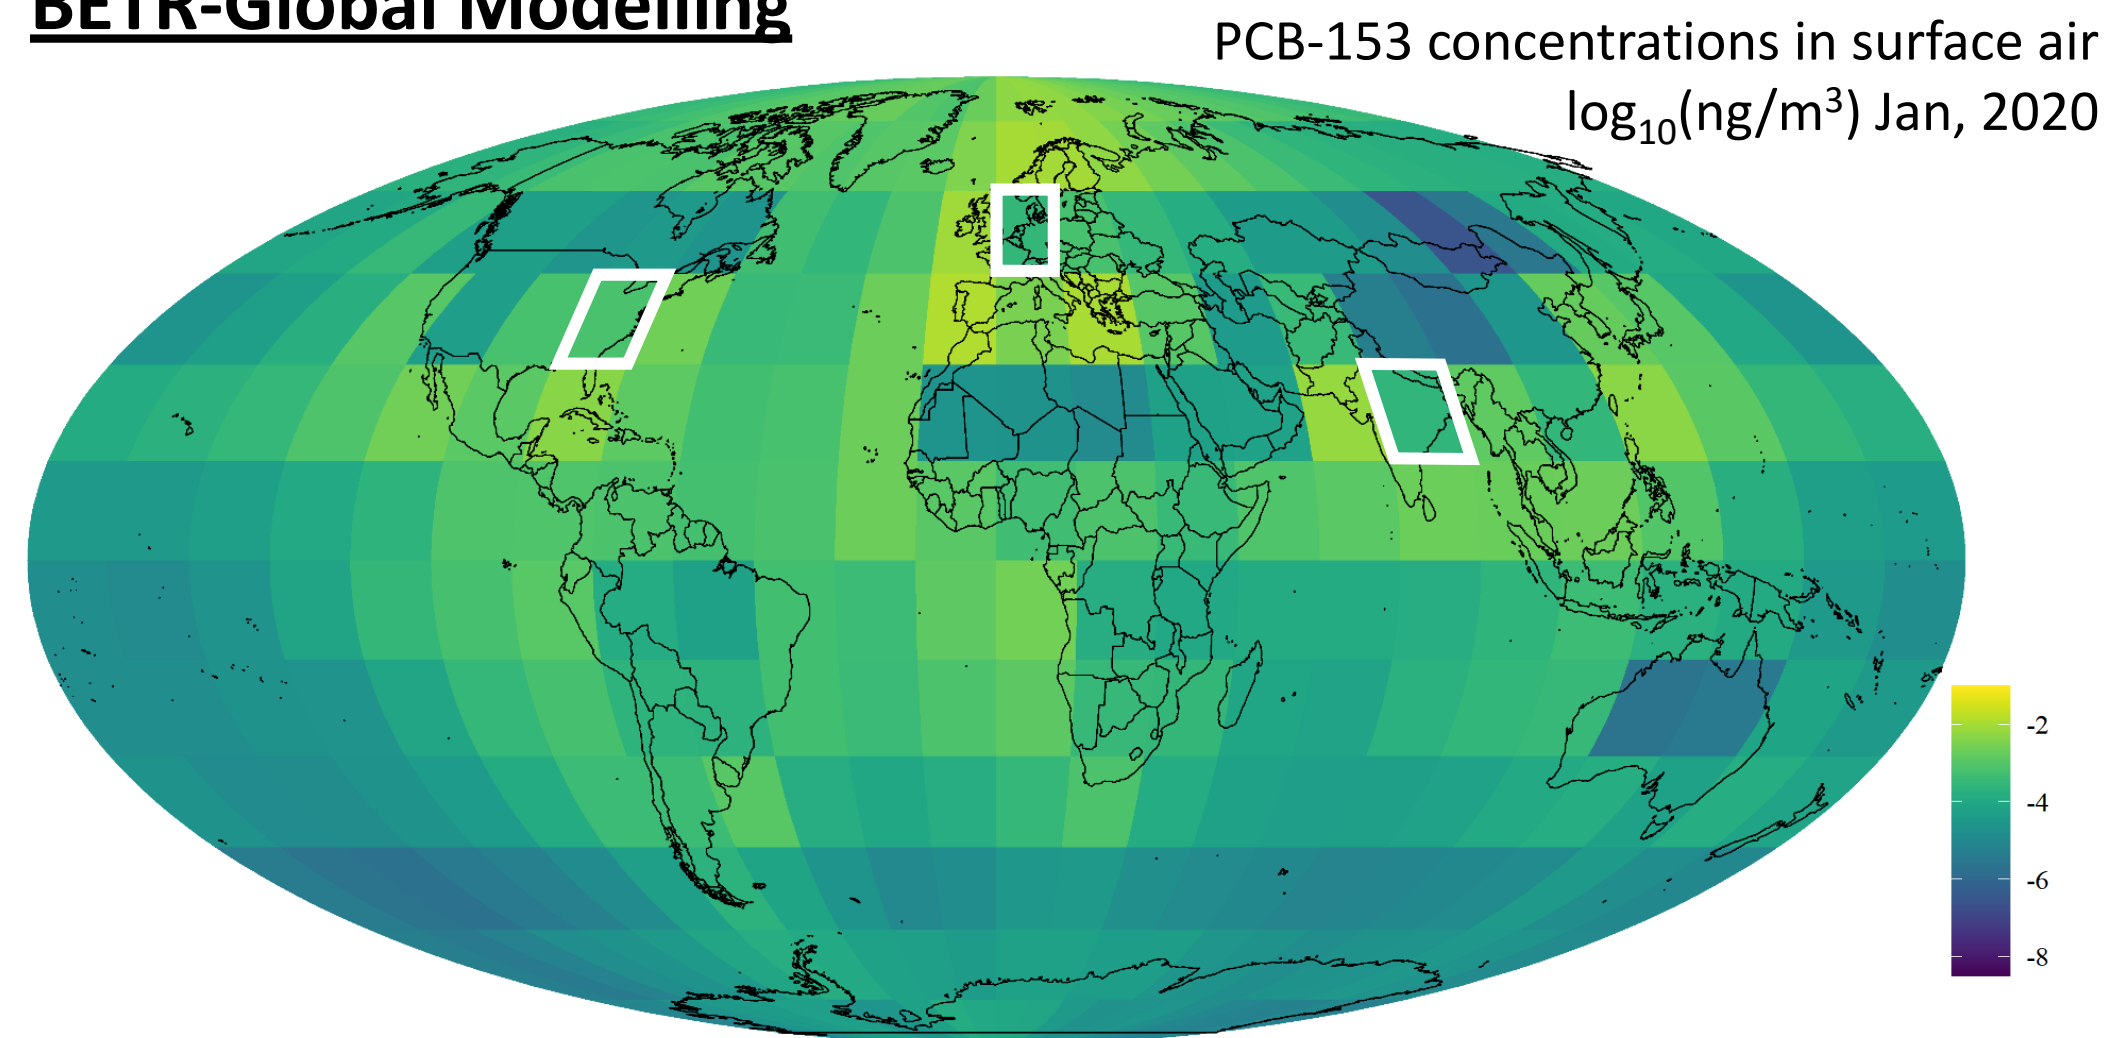 BETR-Global Modelling
PCB-153 concentrations in surface air
log₁₀(ng/m³) Jan, 2020
-2
-4
-6
-8